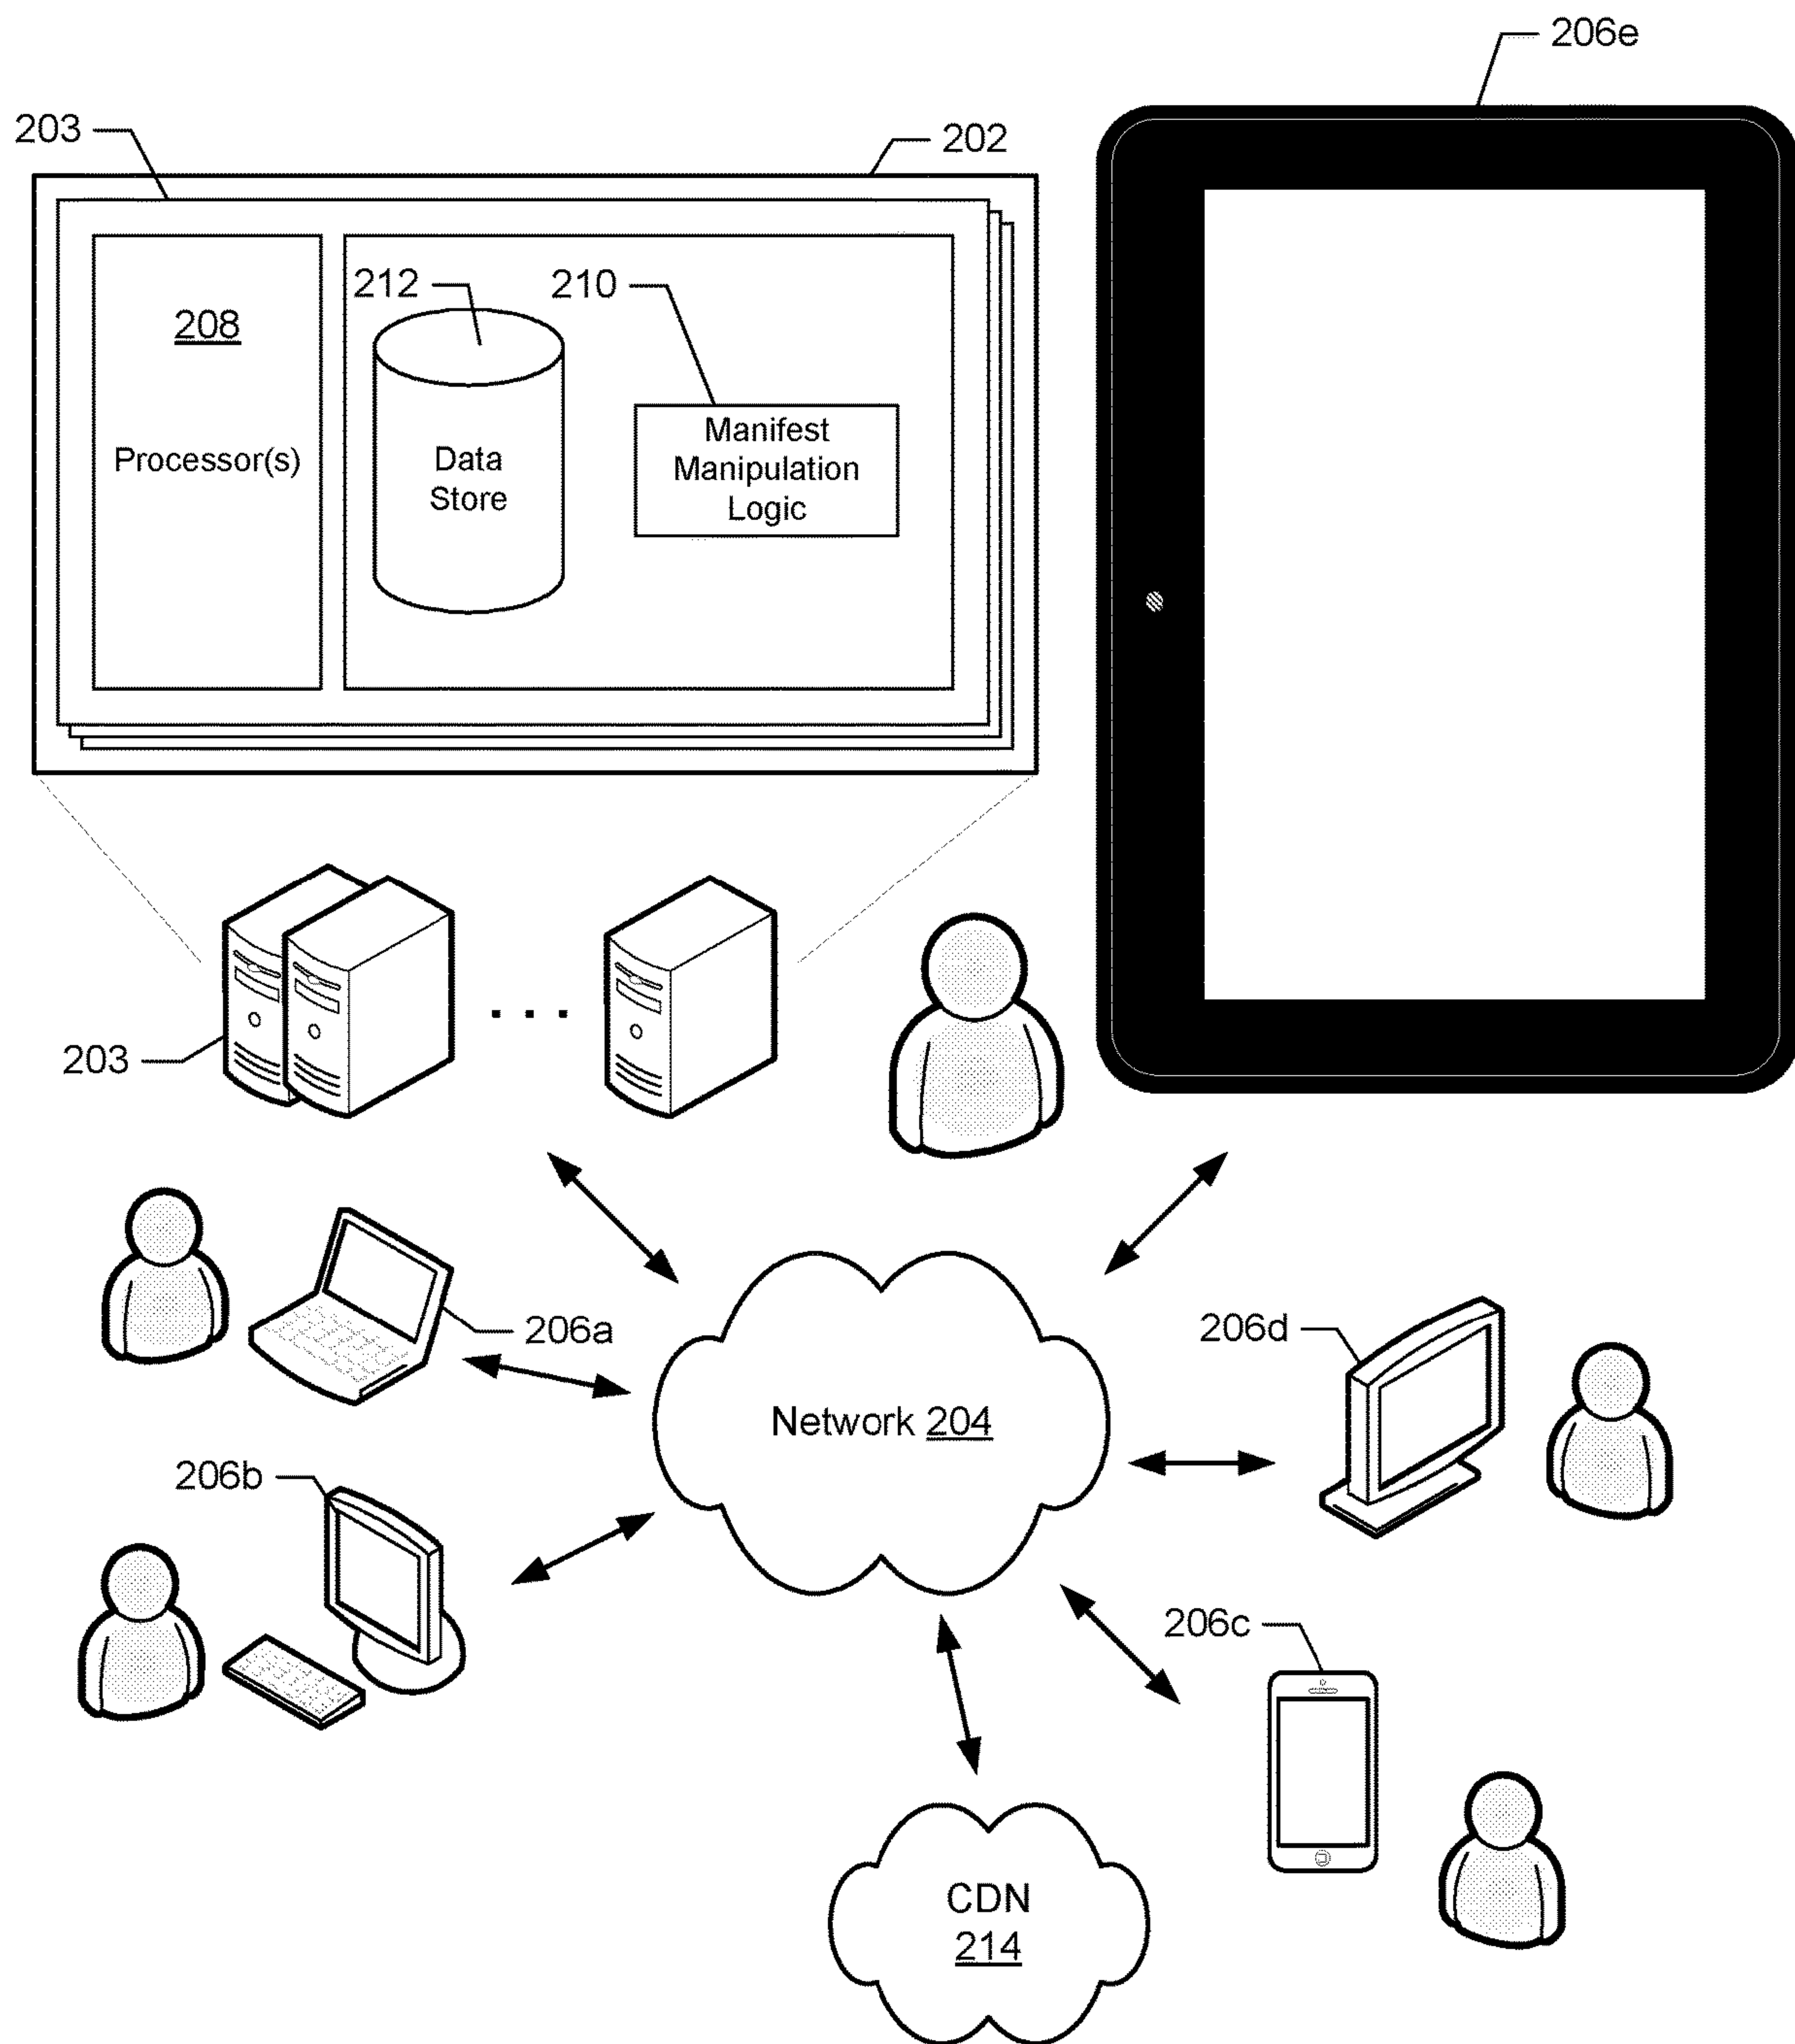 206e
203
202
212
210
208
Processor(s)
Data
Store
Manifest
Manipulation
Logic
. . .
203
206a
206d
Network 204
206b
206c
CDN
214